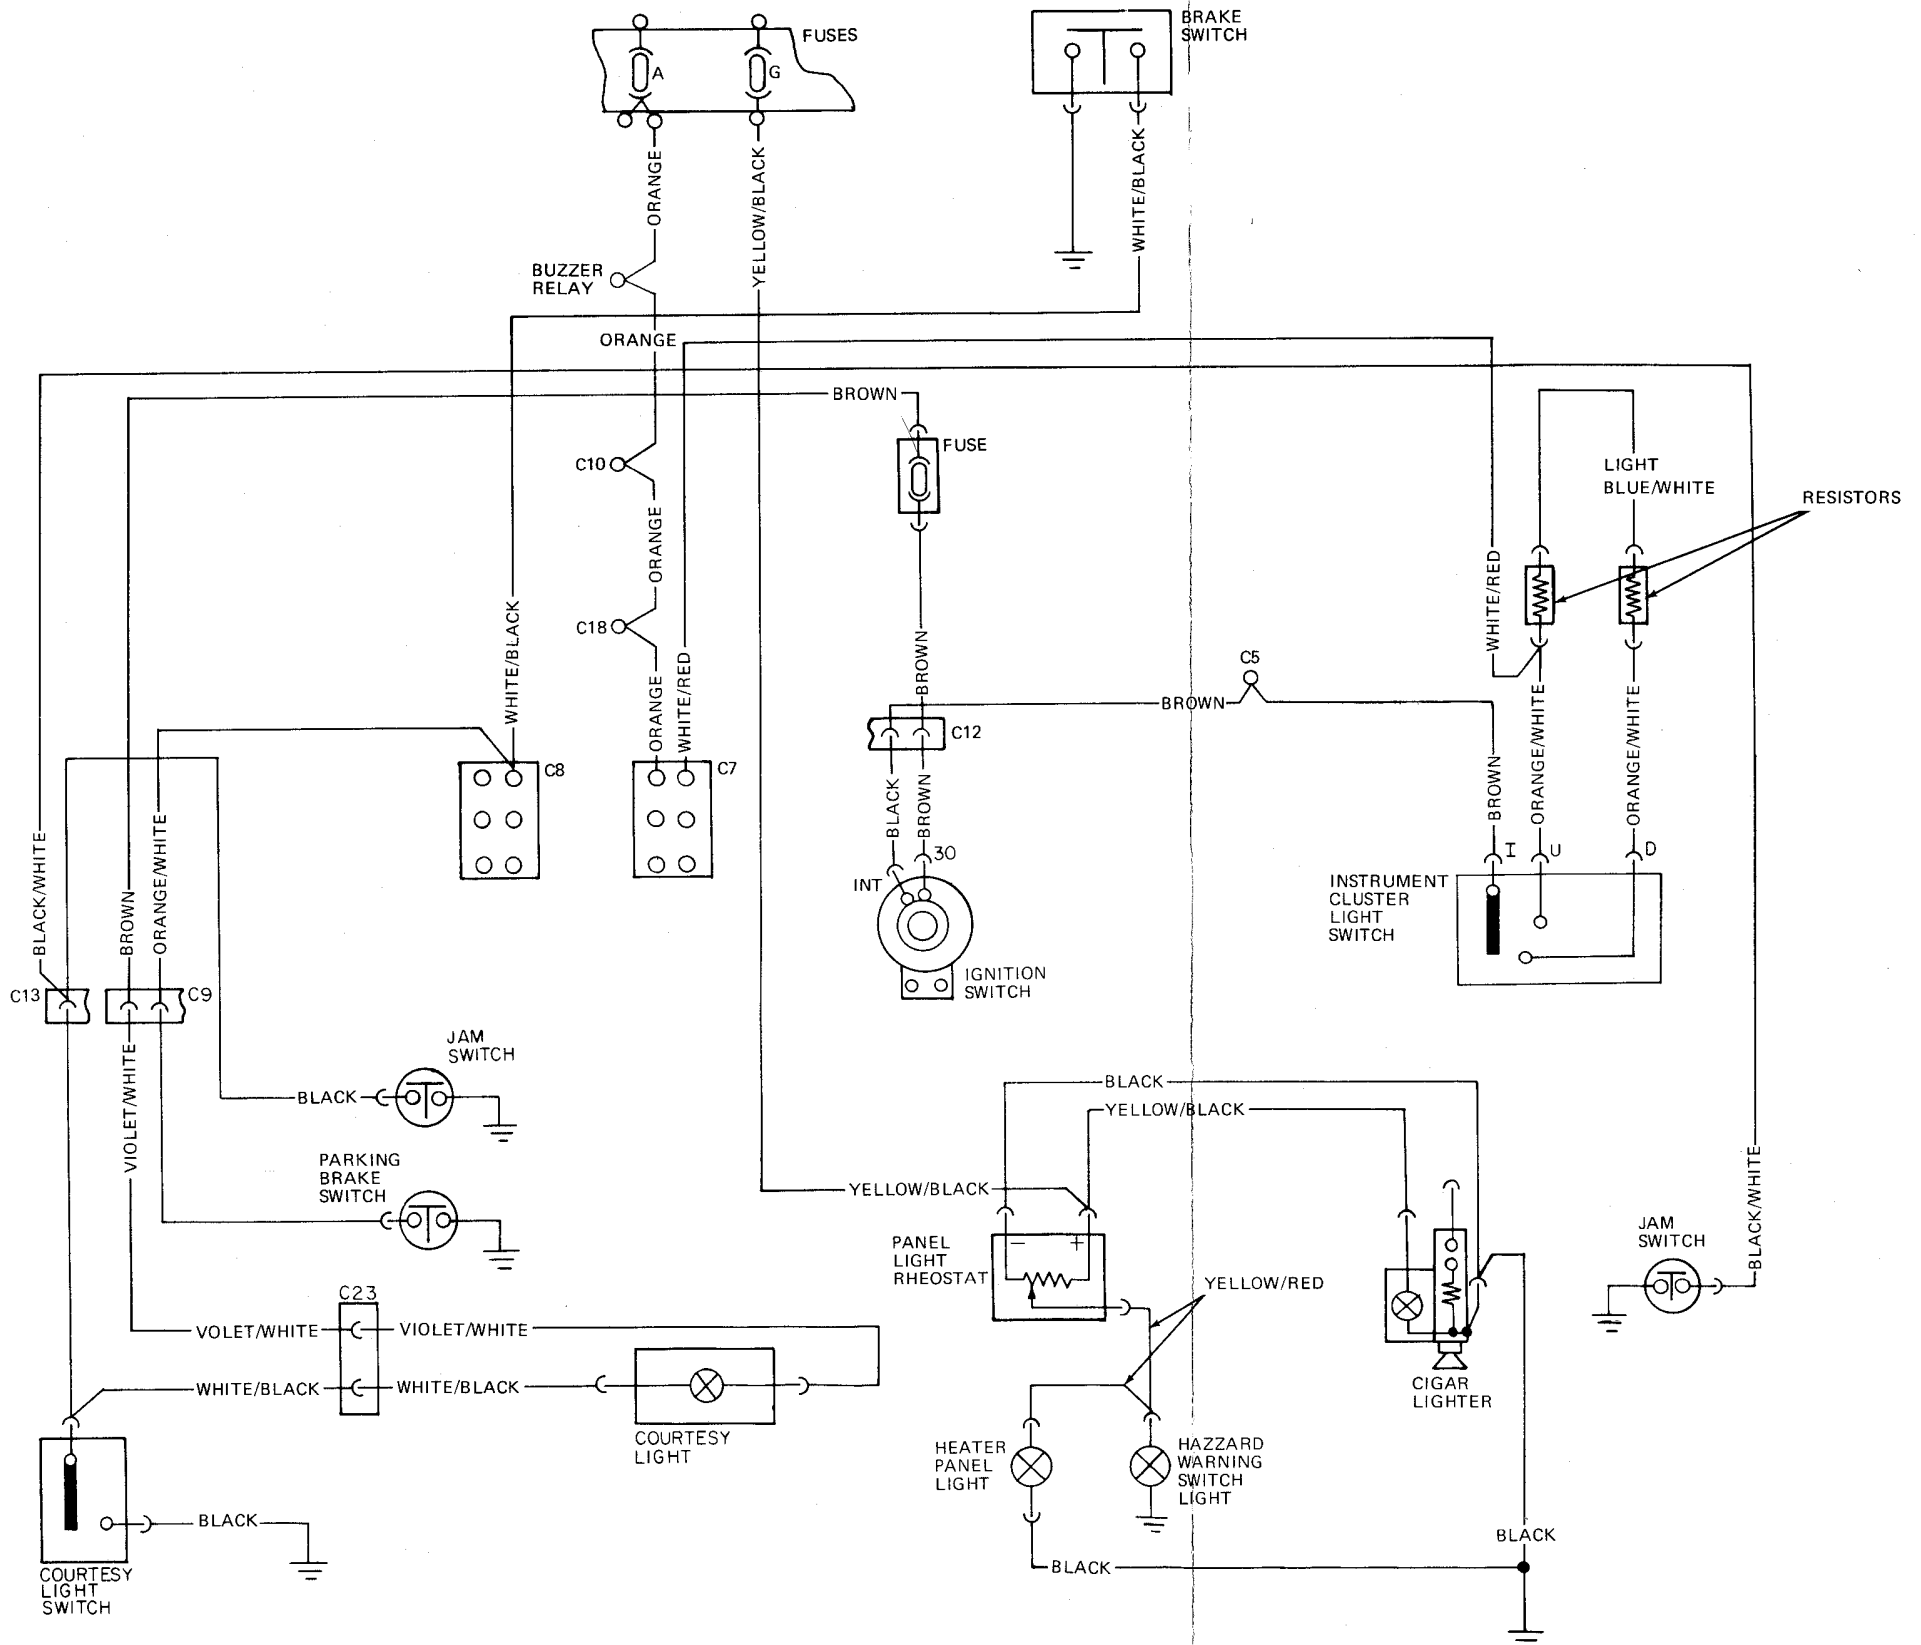 FUSES
A
G
BRAKE
SWITCH
ORANGE
YELLOW/BLACK
WHITE/BLACK
BUZZER
RELAY
ORANGE
BROWN
FUSE
C10
LIGHT
BLUE/WHITE
RESISTORS
ORANGE
WHITE/RED
C18
WHITE/BLACK
ORANGE
WHITE/RED
BROWN
C5
BROWN
ORANGE/WHITE
ORANGE/WHITE
C12
C8
C7
BLACK
BROWN
BROWN
30
INT
I
U
D
INSTRUMENT
CLUSTER
LIGHT
SWITCH
IGNITION
SWITCH
BLACK/WHITE
BROWN
ORANGE/WHITE
C13
C9
JAM
SWITCH
VIOLET/WHITE
BLACK
BLACK
YELLOW/BLACK
PARKING
BRAKE
SWITCH
YELLOW/BLACK
BLACK/WHITE
PANEL
LIGHT
RHEOSTAT
−
+
YELLOW/RED
JAM
SWITCH
C23
VOLET/WHITE
VIOLET/WHITE
WHITE/BLACK
WHITE/BLACK
CIGAR
LIGHTER
COURTESY
LIGHT
HEATER
PANEL
LIGHT
HAZZARD
WARNING
SWITCH
LIGHT
BLACK
BLACK
BLACK
COURTESY
LIGHT
SWITCH